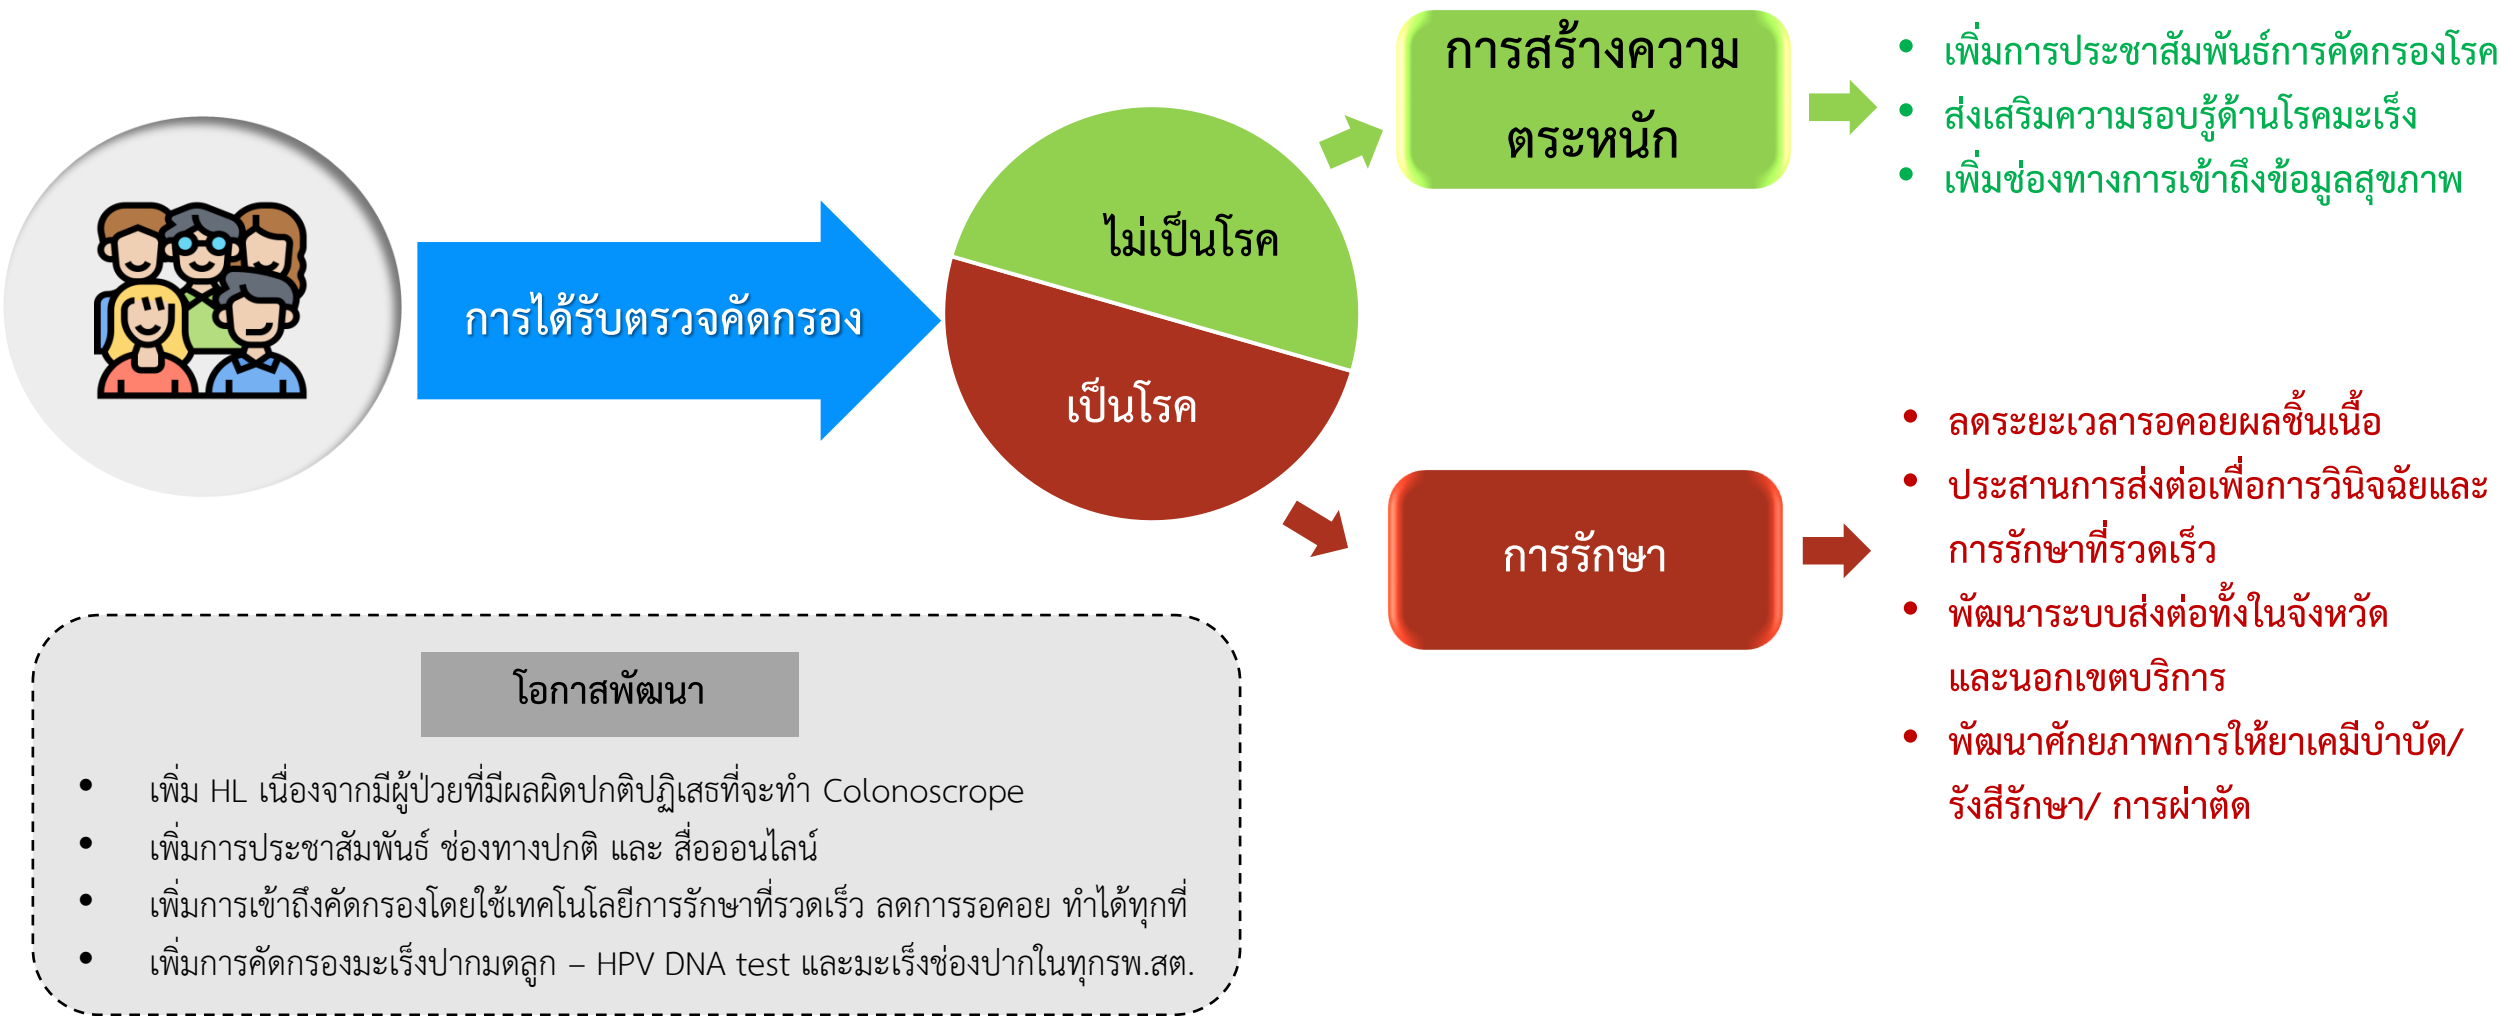 การได้รับตรวจคัดกรอง
ไม่เป็นโรค
เป็นโรค
การสร้างความ
ตระหนัก
• เพิ่มการประชาสัมพันธ์การคัดกรองโรค
• ส่งเสริมความรอบรู้ด้านโรคมะเร็ง
• เพิ่มช่องทางการเข้าถึงข้อมูลสุขภาพ
การรักษา
• ลดระยะเวลารอคอยผลชิ้นเนื้อ
• ประสานการส่งต่อเพื่อการวินิจฉัยและ
การรักษาที่รวดเร็ว
• พัฒนาระบบส่งต่อทั้งในจังหวัด
และนอกเขตบริการ
• พัฒนาศักยภาพการให้ยาเคมีบำบัด/
รังสีรักษา/ การผ่าตัด
โอกาสพัฒนา
• เพิ่ม HL เนื่องจากมีผู้ป่วยที่มีผลผิดปกติปฏิเสธที่จะทำ Colonoscrope
• เพิ่มการประชาสัมพันธ์ ช่องทางปกติ และ สื่อออนไลน์
• เพิ่มการเข้าถึงคัดกรองโดยใช้เทคโนโลยีการรักษาที่รวดเร็ว ลดการรอคอย ทำได้ทุกที่
• เพิ่มการคัดกรองมะเร็งปากมดลูก – HPV DNA test และมะเร็งช่องปากในทุกรพ.สต.